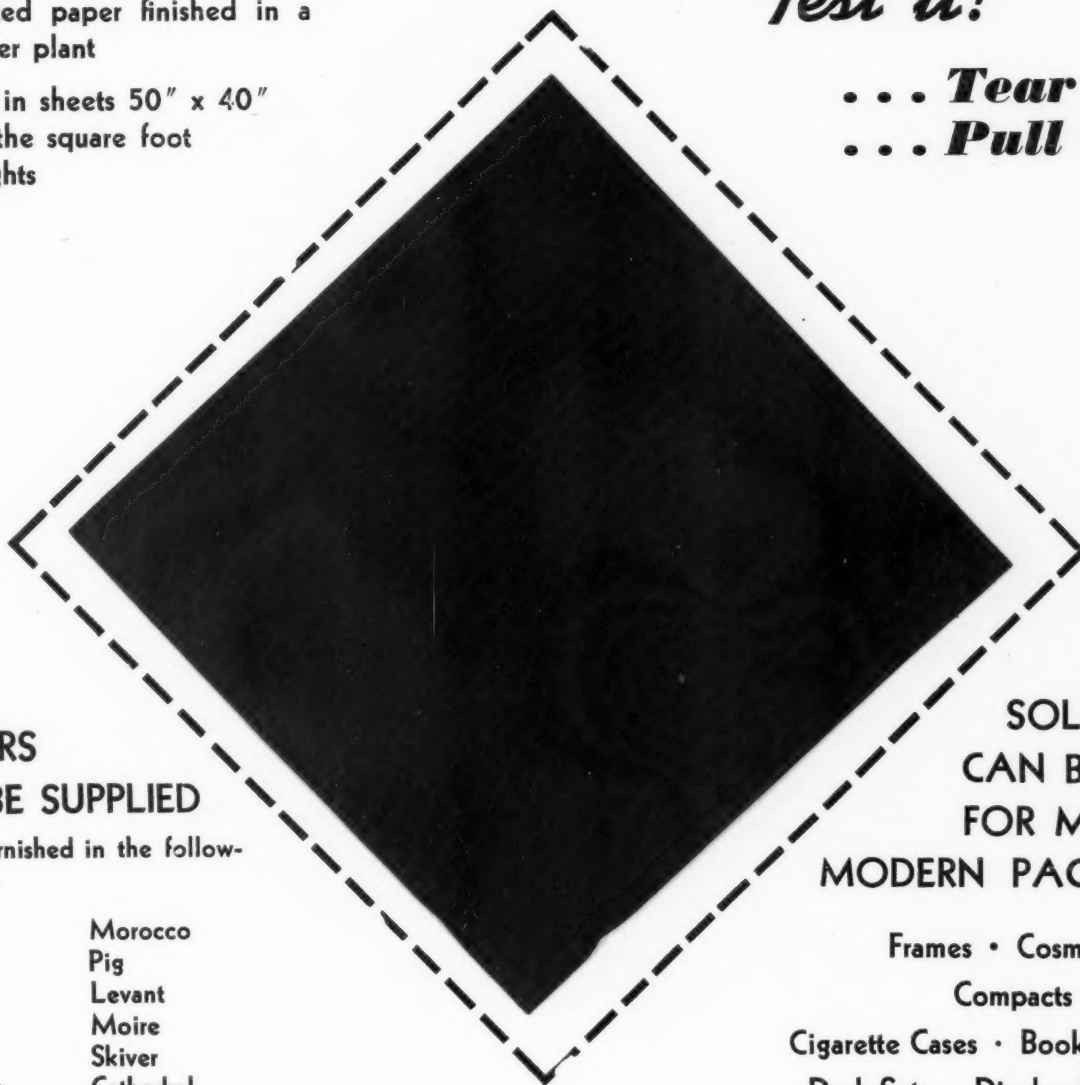 ed paper finished in a
er plant
in sheets 50" x 40"
the square foot
hts
Test it!
... Tear
... Pull
RS
BE SUPPLIED
rnished in the follow-
Morocco
Pig
Levant
Moire
Skiver
Cathedral
SOL
CAN B
FOR M
MODERN PAC
Frames • Cosm
Compacts
Cigarette Cases • Book